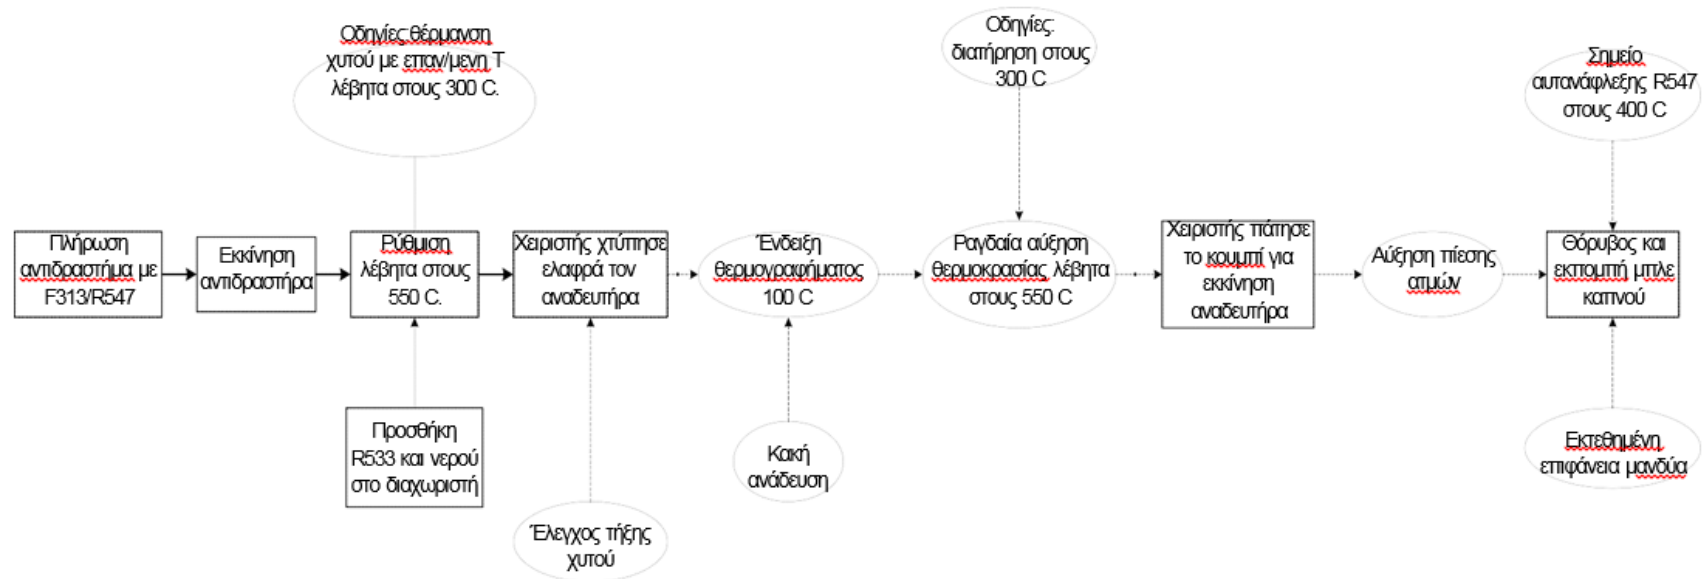 Οδηγίες:θέρμανση
χυτού με επαν/μενη Τ
λέβητα στους 300 C.
Οδηγίες:
διατήρηση στους
300 C
Σημείο
αυτανάφλεξης R547
στους 400 C
Πλήρωση
αντιδραστήμα με
F313/R547
Εκκίνηση
αντιδραστήρα
Ρύθμιση
λέβητα στους
550 C.
Χειριστής χτύπησε
ελαφρά τον
αναδευτήρα
Ένδειξη
θερμογραφήματος
100 C
Ραγδαία αύξηση
θερμοκρασίας λέβητα
στους 550 C
Χειριστής πάτησε
το κουμπί για
εκκίνηση
αναδευτήρα
Αύξηση πίεσης
ατμών
Θόρυβος και
εκπομπή μπλε
καπνού
Προσθήκη
R533 και νερού
στο διαχωριστή
Έλεγχος τήξης
χυτού
Κακή
ανάδευση
Εκτεθημένη
επιφάνεια μανδύα